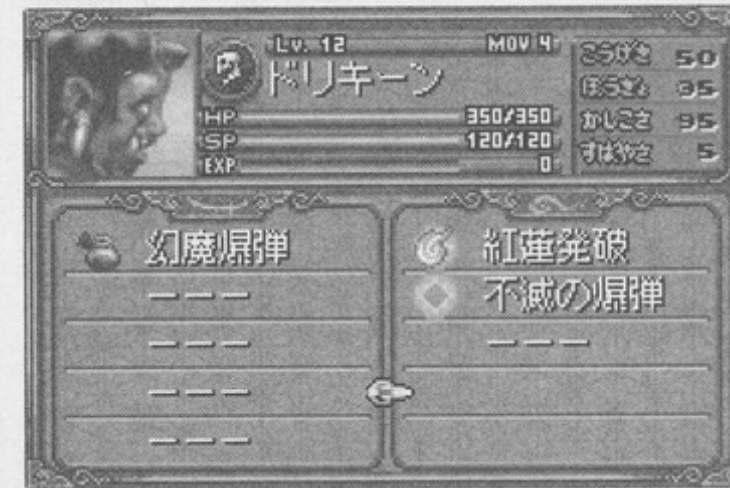 Lv. 12 MOV 4
ドリキーン
HP 350/350
SP 120/120
EXP 0
こうげき 50
ぼうぎょ 95
かしこさ 95
すばやさ 5
幻魔爆弾
ーーー
ーーー
ーーー
ーーー
紅蓮発破
不滅の爆弾
ーーー